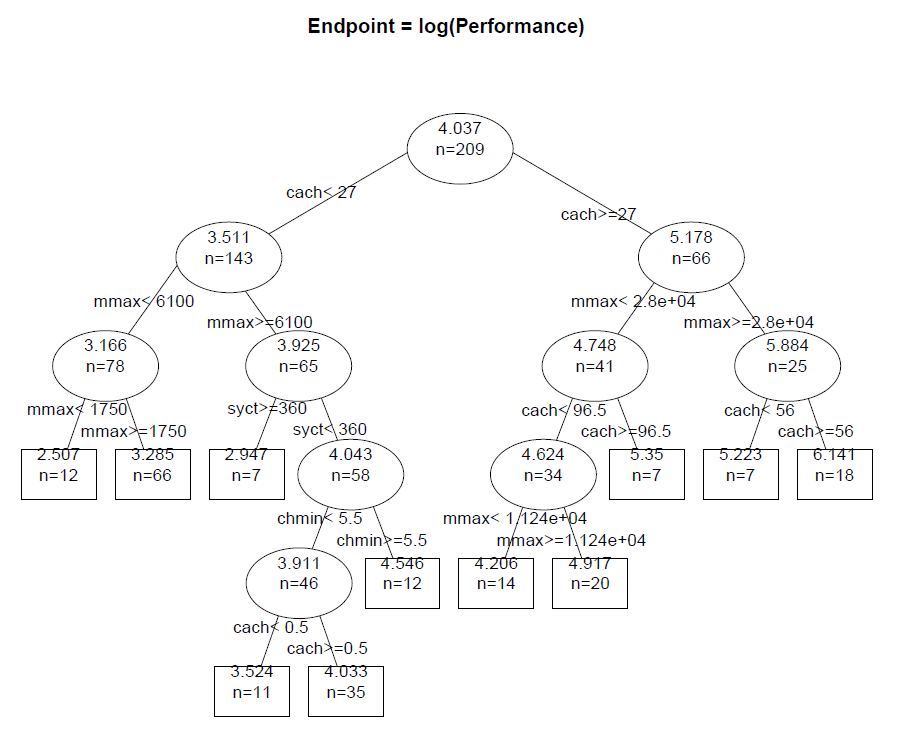 Endpoint = log(Performance)
4.037
n=209
cach< 27
cach>=27
3.511
n=143
5.178
n=66
mmax< 6100
mmax>=6100
mmax< 2.8e+04
mmax>=2.8e+04
3.166
n=78
3.925
n=65
4.748
n=41
5.884
n=25
mmax< 1750
mmax>=1750
syct>=360
syct< 360
cach< 96.5
cach>=96.5
cach< 56
cach>=56
2.507
n=12
3.285
n=66
2.947
n=7
4.043
n=58
4.624
n=34
5.35
n=7
5.223
n=7
6.141
n=18
chmin< 5.5
chmin>=5.5
mmax< 1.124e+04
mmax>=1.124e+04
3.911
n=46
4.546
n=12
4.206
n=14
4.917
n=20
cach< 0.5
cach>=0.5
3.524
n=11
4.033
n=35